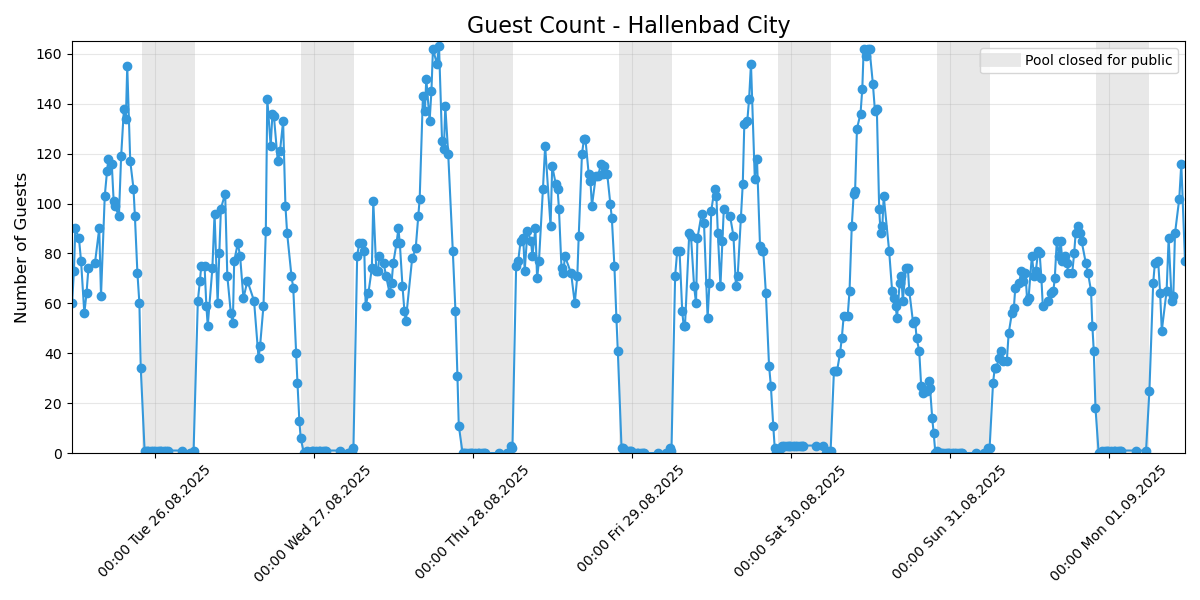 Guest Count - Hallenbad City
Number of Guests
160
140
120
100
80
60
40
20
0
Pool closed for public
00:00 Tue 26.08.2025
00:00 Wed 27.08.2025
00:00 Thu 28.08.2025
00:00 Fri 29.08.2025
00:00 Sat 30.08.2025
00:00 Sun 31.08.2025
00:00 Mon 01.09.2025